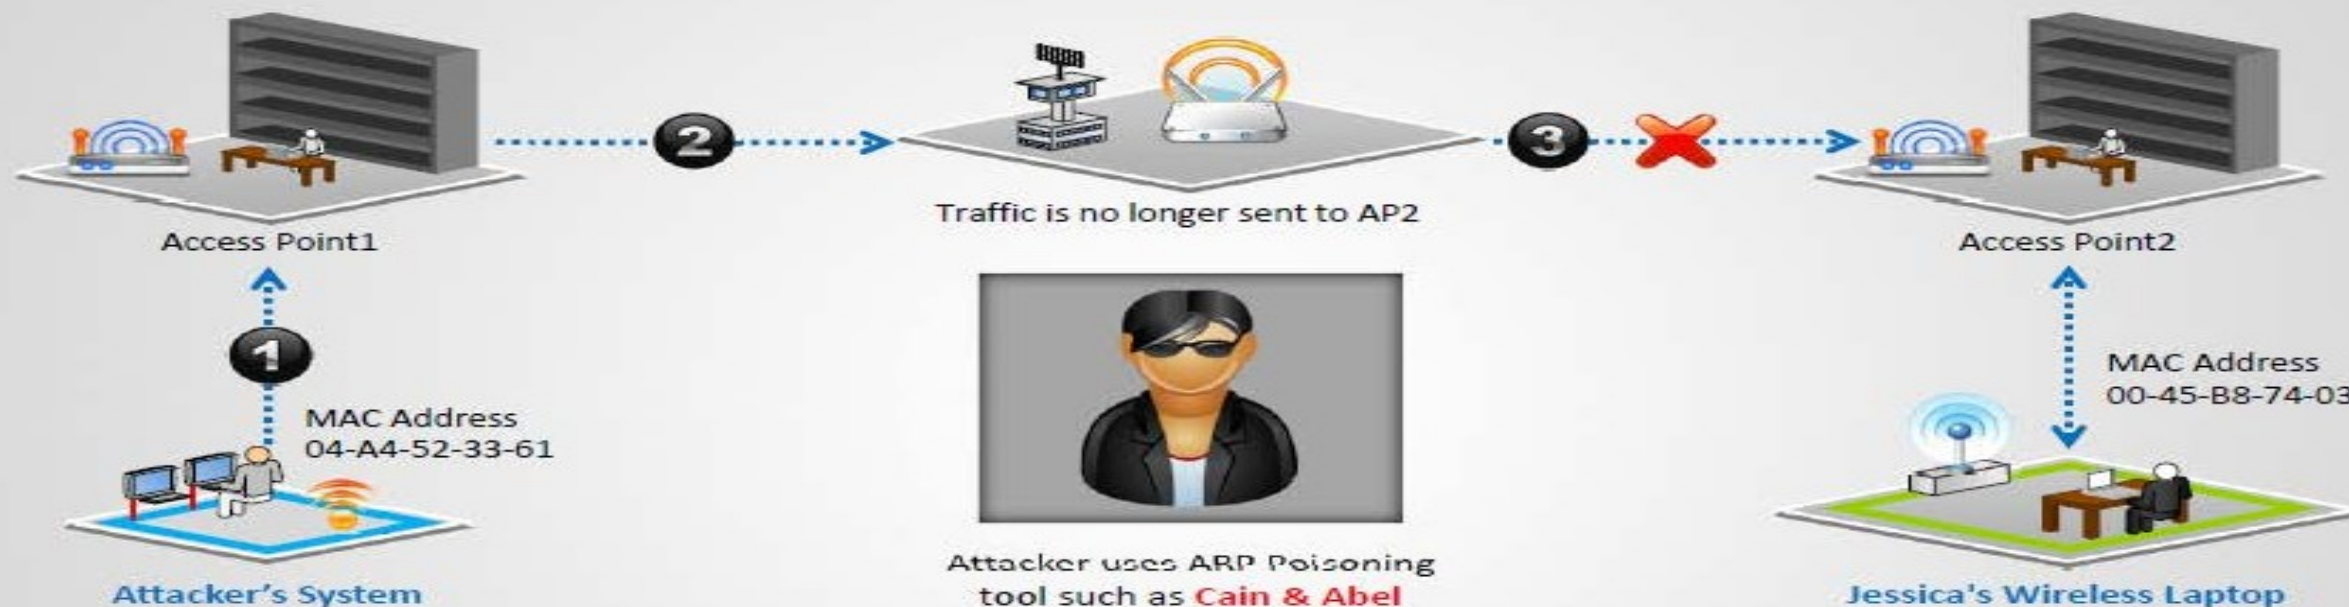 2
3
Traffic is no longer sent to AP2
Access Point1
Access Point2
1
MAC Address
04-A4-52-33-61
MAC Address
00-45-B8-74-03
Attacker uses ARP Poisoning
tool such as Cain & Abel
Attacker's System
Jessica's Wireless Laptop